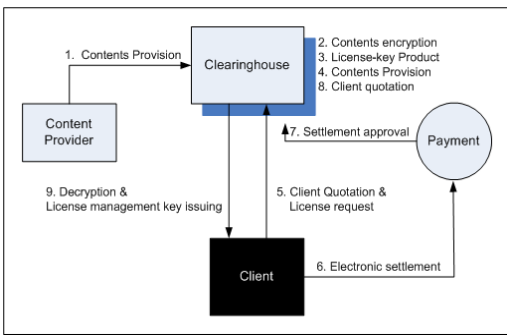 1. Contents Provision
Clearinghouse
2. Contents encryption
3. License-key Product
4. Contents Provision
8. Client quotation
Content
Provider
7. Settlement approval
Payment
9. Decryption &
License management key issuing
5. Client Quotation &
License request
Client
6. Electronic settlement